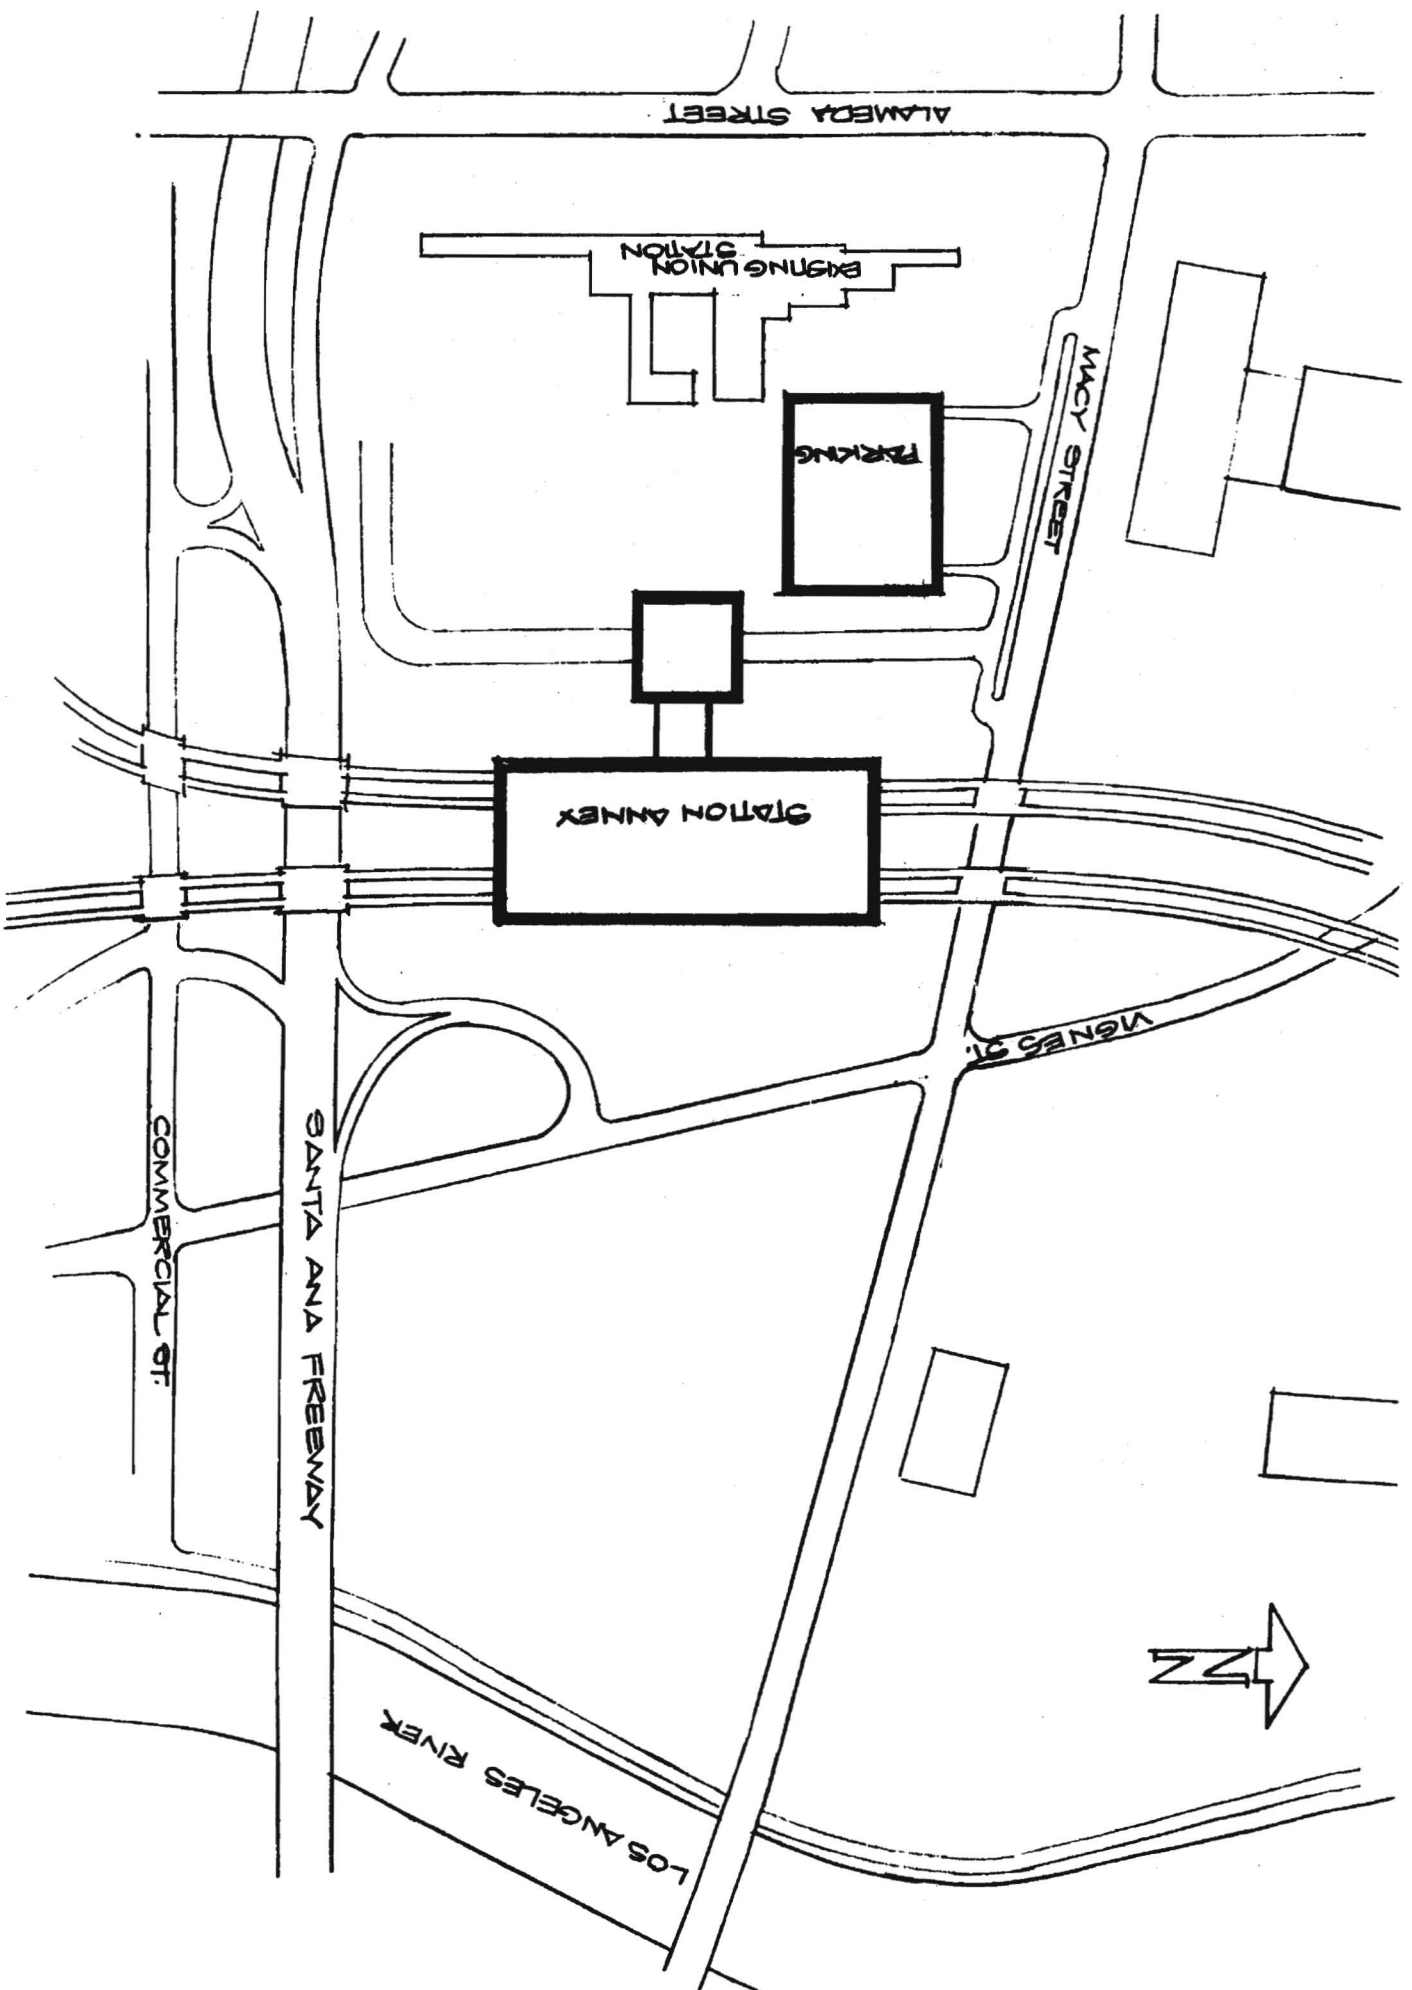 ALAMEDA STREET
EXISTING UNION
STATION
MACY STREET
PARKING
STATION ANNEX
VIGNES ST.
COMMERCIAL ST.
SANTA ANA FREEWAY
LOS ANGELES RIVER
N